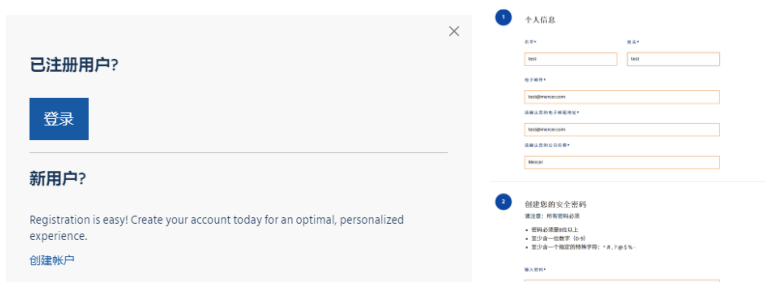 已注册用户?
登录
新用户?
Registration is easy! Create your account today for an optimal, personalized
experience.
创建帐户
1
个人信息
名字* 姓氏*
test test
电子邮件*
test@mercer.com
请确认您的电子邮箱地址*
test@mercer.com
请确认您的公司名称*
Mercer
2
创建您的安全密码
请注意:所有密码必须
密码必须是8位以上
至少含一位数字 (0-9)
至少含一个指定的特殊字符:
输入密码*